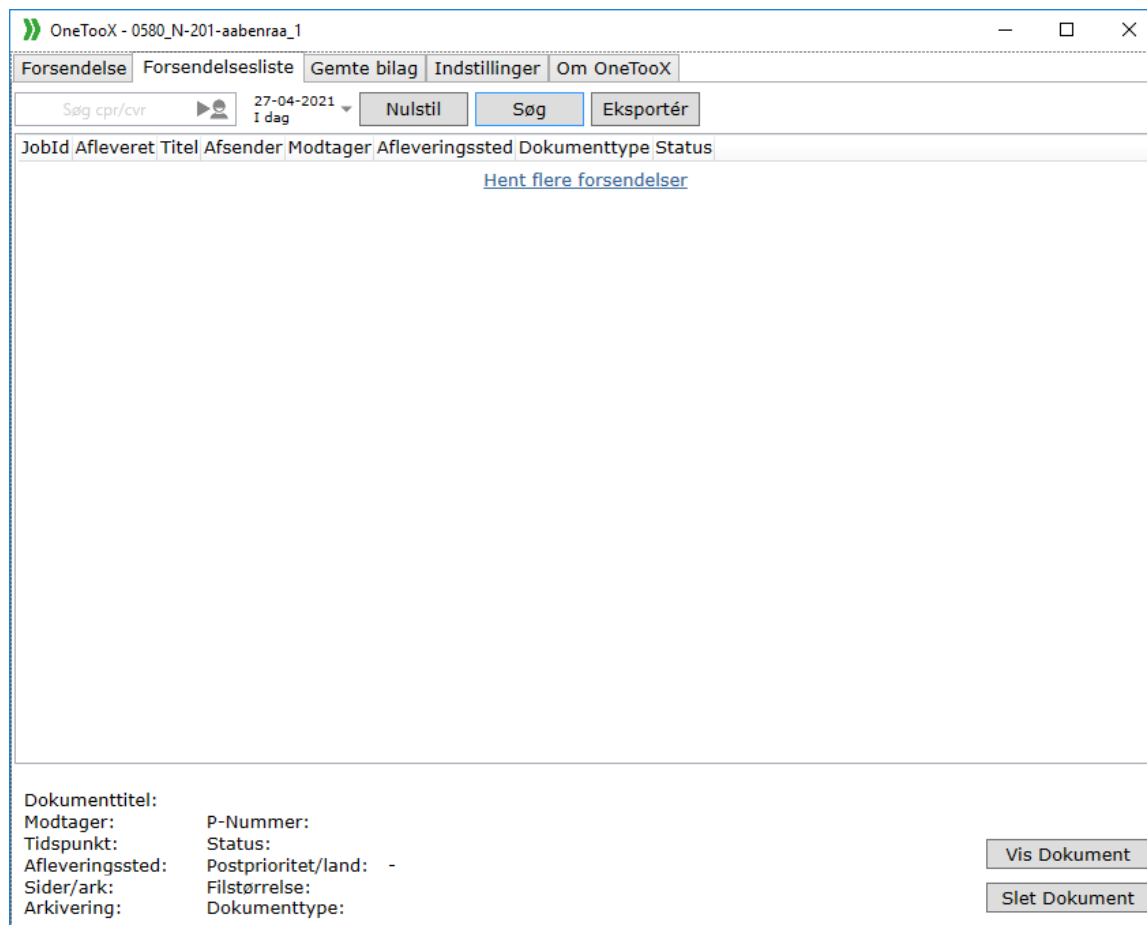 OneTooX - 0580_N-201-aabenraa_1
Forsendelse Forsendelsesliste Gemte bilag Indstillinger Om OneTooX
Søg cpr/cvr 27-04-2021 I dag Nulstil Søg Eksportér
JobId Afleveret Titel Afsender Modtager Afleveringssted Dokumenttype Status
Hent flere forsendelser
Dokumenttitel:
Modtager: P-Nummer:
Tidspunkt: Status:
Afleveringssted: Postprioritet/land: -
Sider/ark: Filstørrelse:
Arkivering: Dokumenttype:
Vis Dokument
Slet Dokument